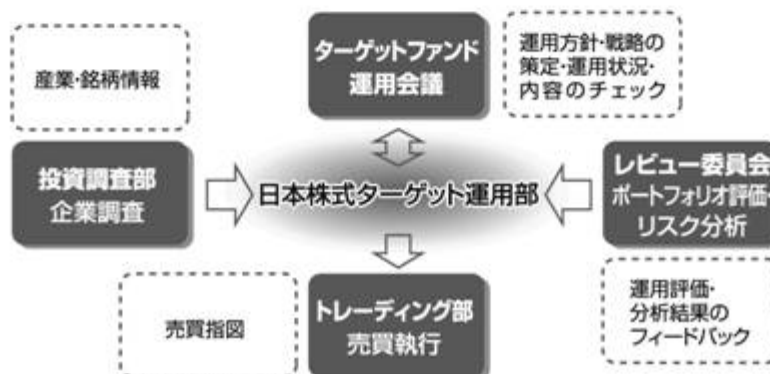 産業・銘柄情報
ターゲットファンド
運用会議
運用方針・戦略の
策定・運用状況・
内容のチェック
投資調査部
企業調査
日本株式ターゲット運用部
レビュー委員会
ポートフォリオ評価・
リスク分析
売買指図
トレーディング部
売買執行
運用評価・
分析結果の
フィードバック